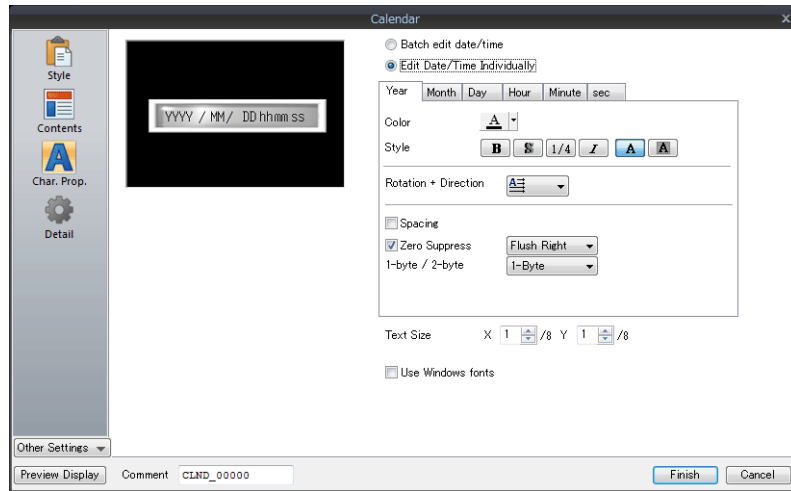 Calendar
x
Style
Contents
Char. Prop.
Detail
Other Settings
YYYY / MM/ DD hh mm ss
Batch edit date/time
Edit Date/Time Individually
Year Month Day Hour Minute sec
Color A
Style B S 1/4 I A A
Rotation + Direction A
Spacing
Zero Suppress Flush Right
1-byte / 2-byte 1-Byte
Text Size X 1 /8 Y 1 /8
Use Windows fonts
Preview Display Comment CLND_00000 Finish Cancel